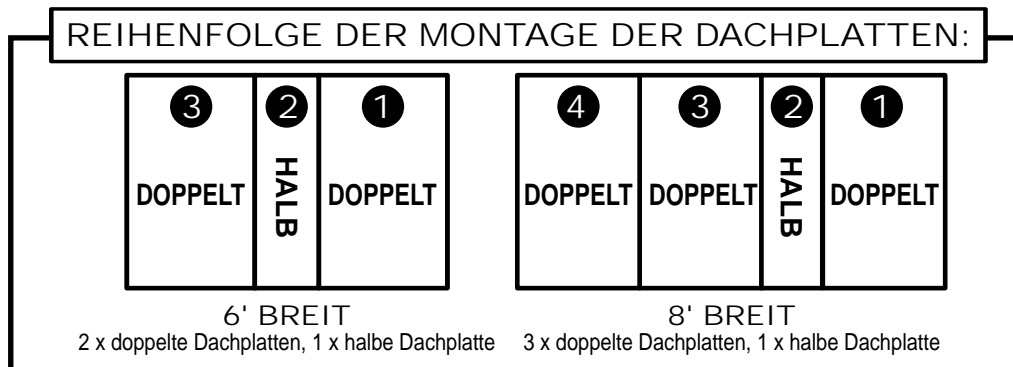 REIHENFOLGE DER MONTAGE DER DACHPLATTEN:
3 2 1
DOPPELT HALB DOPPELT
6' BREIT
2 x doppelte Dachplatten, 1 x halbe Dachplatte
4 3 2 1
DOPPELT DOPPELT HALB DOPPELT
8' BREIT
3 x doppelte Dachplatten, 1 x halbe Dachplatte